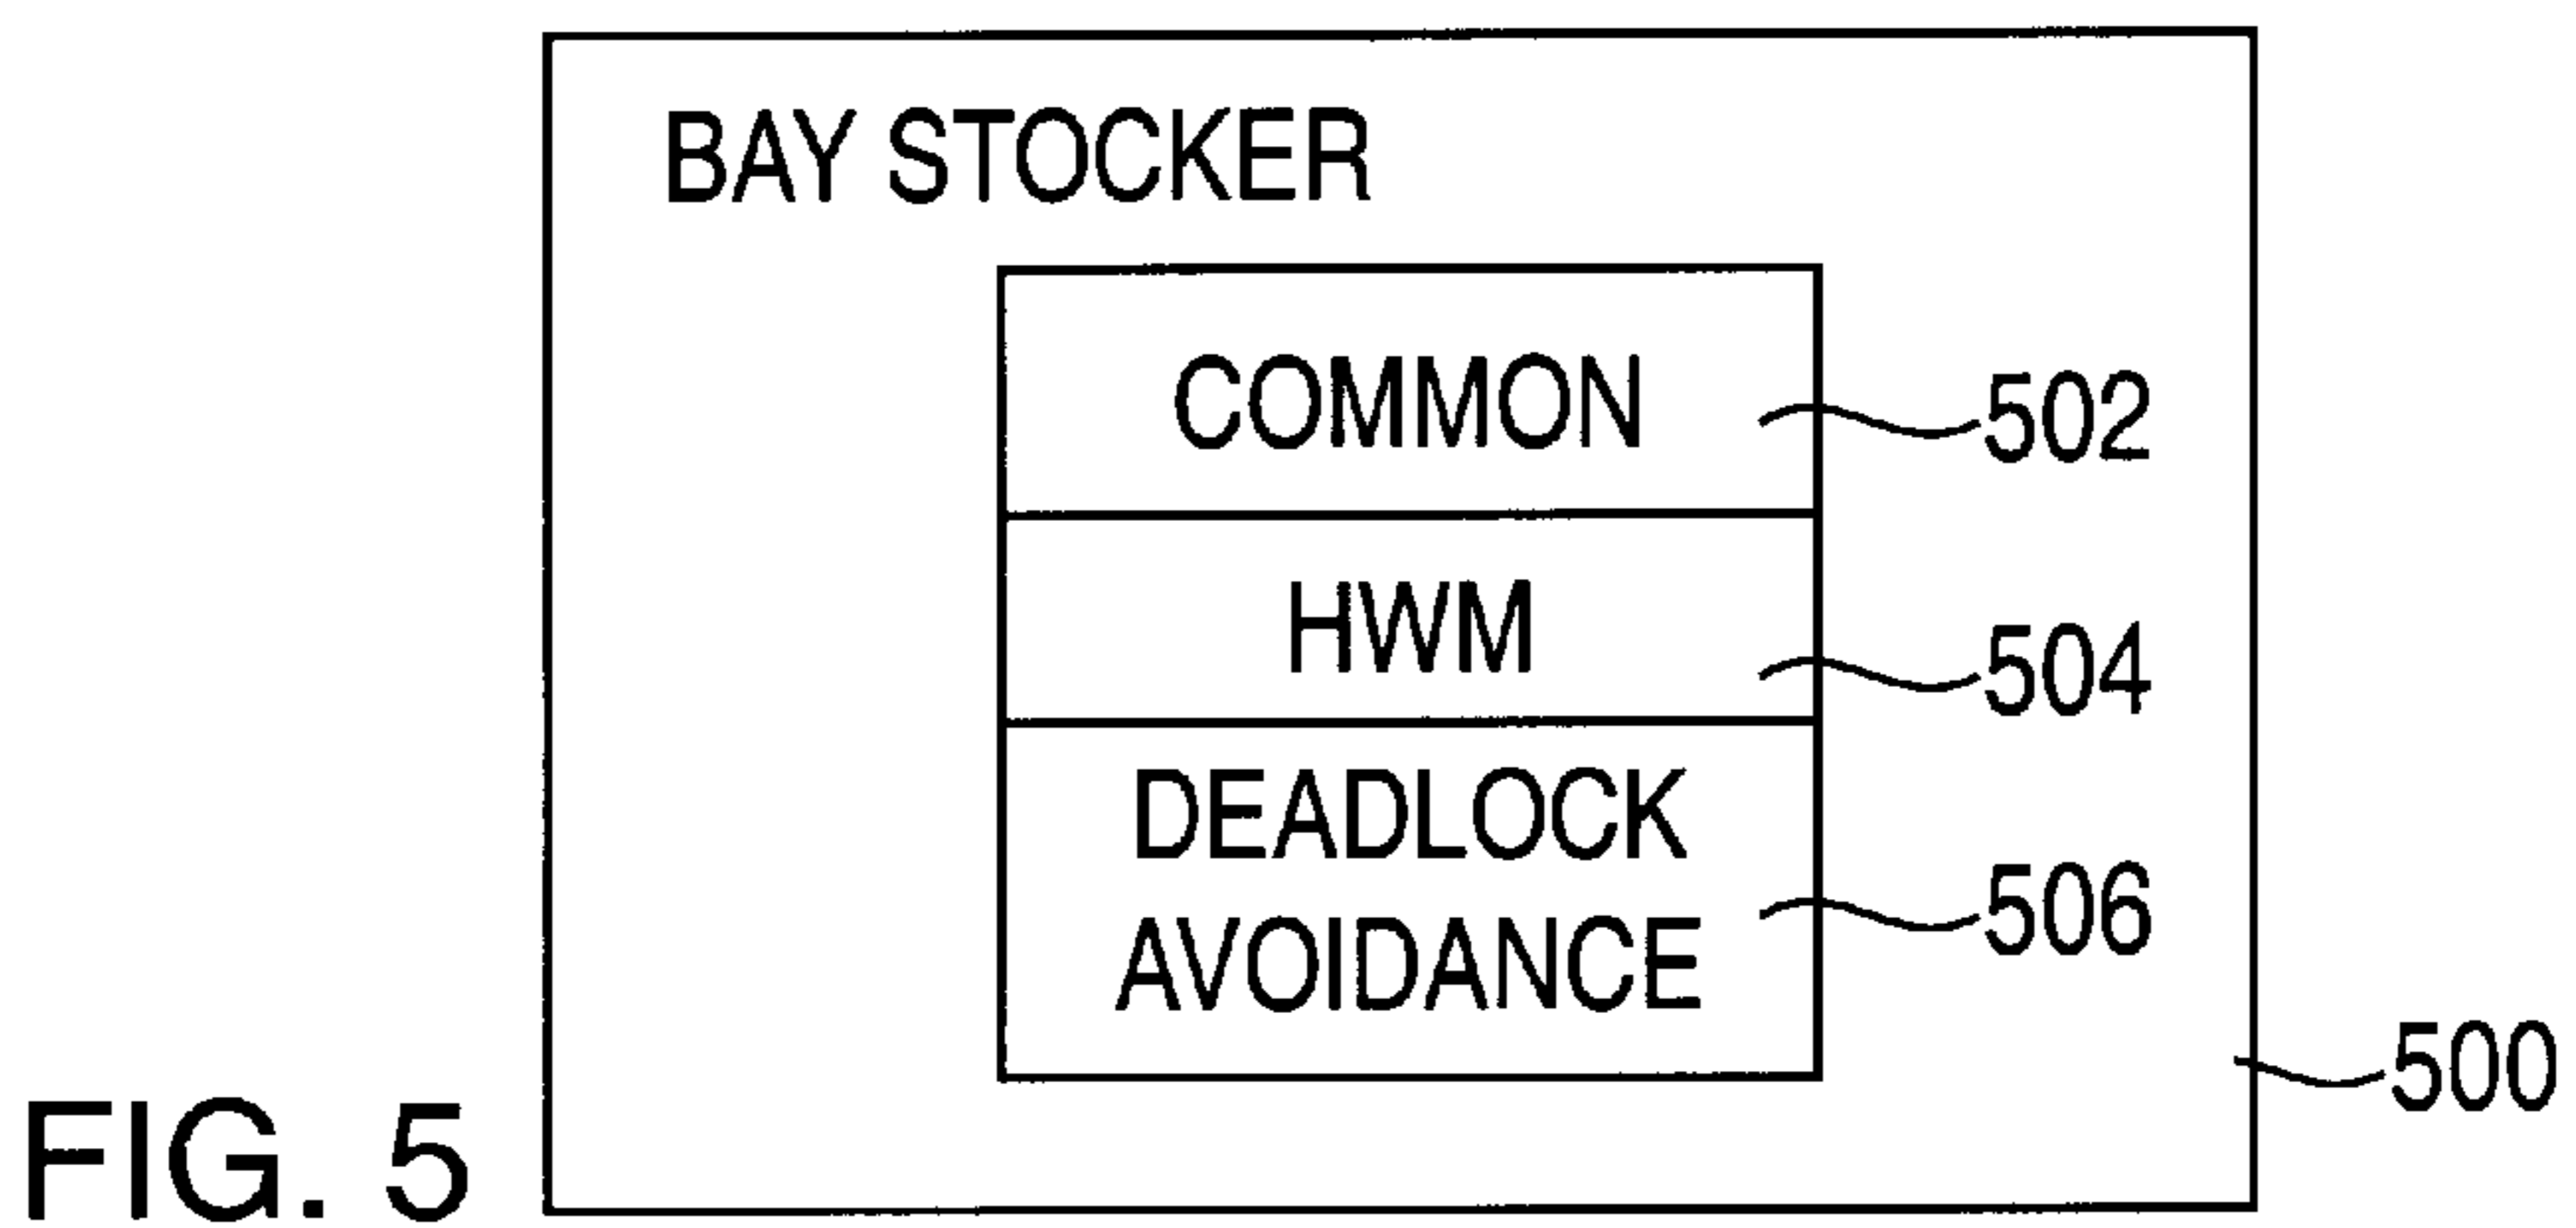 BAY STOCKER
COMMON
502
HWM
504
DEADLOCK
AVOIDANCE
506
500
FIG. 5